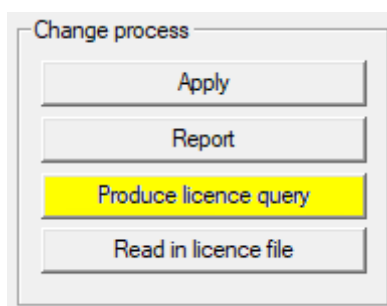 Change process
Apply
Report
Produce licence query
Read in licence file